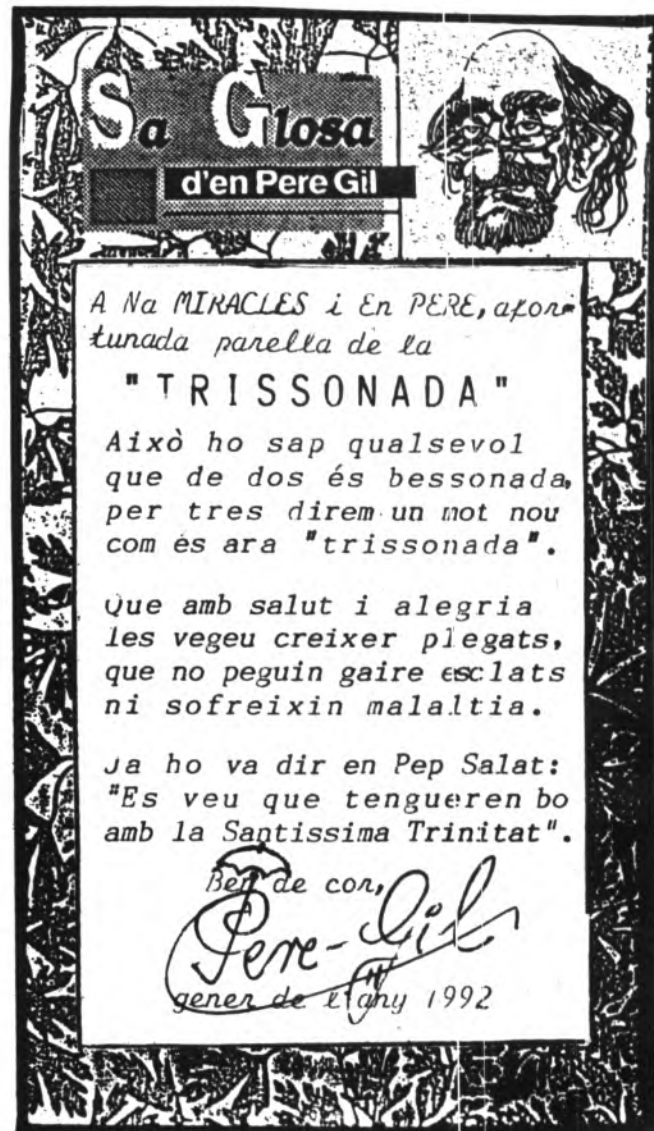 Sa Glosa
d'en Pere Gil
A Na MIRACLES i En PERE, afor-
tunada parella de la
"TRISSONADA"
Això ho sap qualsevol
que de dos és bessonada,
per tres direm un mot nou
com és ara "trissonada".
Que amb salut i alegria
les vegeu creixer plegats,
que no peguin gaire esclats
ni sofreixin malaltia.
Ja ho va dir en Pep Salat:
"Es veu que tengueren bo
amb la Santissima Trinitat".
Ben de cor,
Pere-Gil
gener de l'any 1992